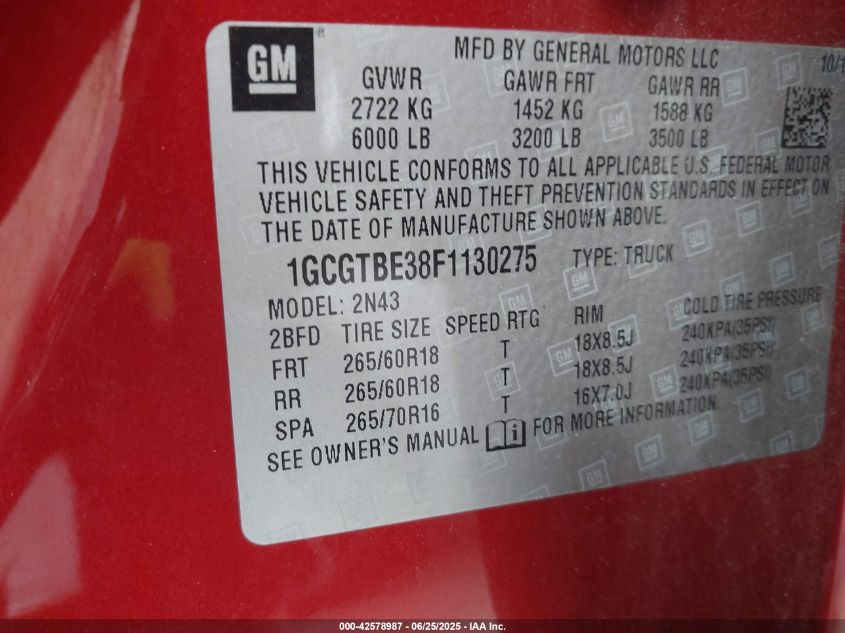 GM ®
MFD BY GENERAL MOTORS LLC
GVWR GAWR FRT GAWR RR
2722 KG 1452 KG 1588 KG
6000 LB 3200 LB 3500 LB
THIS VEHICLE CONFORMS TO ALL APPLICABLE U.S. FEDERAL MOTOR
VEHICLE SAFETY AND THEFT PREVENTION STANDARDS IN EFFECT ON
THE DATE OF MANUFACTURE SHOWN ABOVE.
1GCGTBE38F1130275 TYPE: TRUCK
MODEL: 2N43
2BFD TIRE SIZE SPEED RTG RIM COLD TIRE PRESSURE
FRT 265/60R18 T 18X8.5J 240KPA(35PSI)
RR 265/60R18 T 18X8.5J 240KPA(35PSI)
SPA 265/70R16 T 16X7.0J 240KPA(35PSI)
SEE OWNER'S MANUAL i FOR MORE INFORMATION.
000-42578987 - 06/25/2025 - IAA Inc.